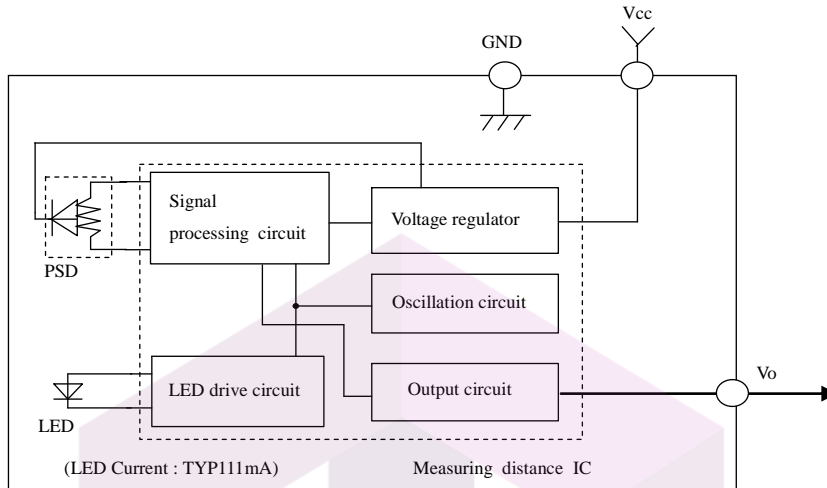 Vcc
GND
Signal
processing circuit
Voltage regulator
PSD
Oscillation circuit
LED drive circuit
Output circuit
Vo
LED
(LED Current : TYP111mA)
Measuring distance IC